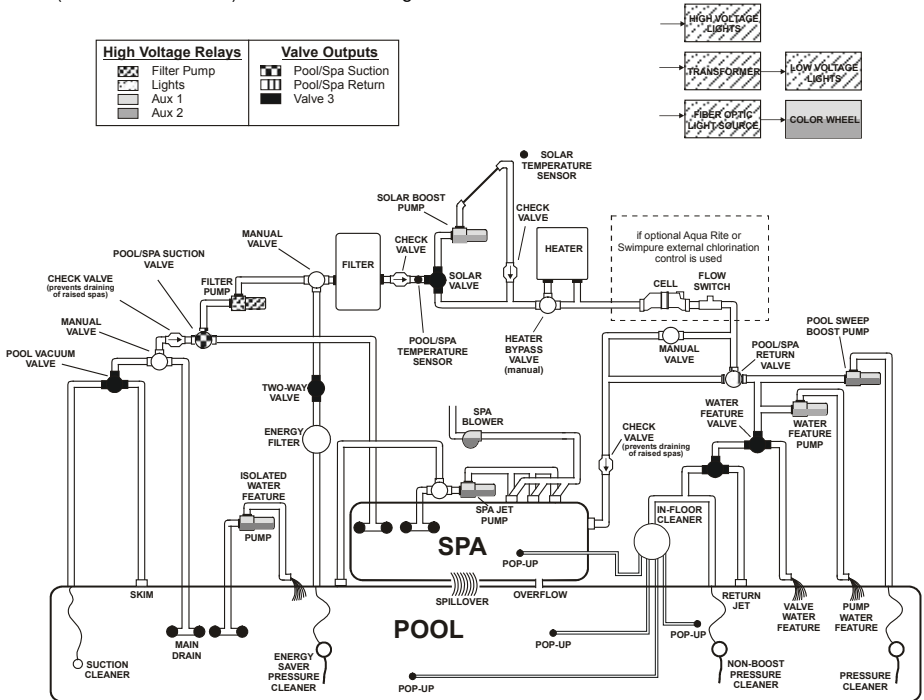 HIGH VOLTAGE
LIGHTS
TRANSFORMER
LOW VOLTAGE
LIGHTS
FIBER OPTIC
LIGHT SOURCE
COLOR WHEEL
High Voltage Relays
Filter Pump
Lights
Aux 1
Aux 2
Valve Outputs
Pool/Spa Suction
Pool/Spa Return
Valve 3
SOLAR
TEMPERATURE
SENSOR
SOLAR BOOST
PUMP
CHECK
VALVE
MANUAL
VALVE
FILTER
CHECK
VALVE
HEATER
if optional Aqua Rite or
Swimpure external chlorination
control is used
POOL/SPA
SUCTION
VALVE
CHECK VALVE
(prevents draining
of raised spas)
FILTER
PUMP
SOLAR
VALVE
CELL
FLOW
SWITCH
MANUAL
VALVE
POOL VACUUM
VALVE
POOL/SPA
TEMPERATURE
SENSOR
HEATER
BYPASS
VALVE
(manual)
MANUAL
VALVE
POOL SWEEP
BOOST PUMP
POOL/SPA
RETURN
VALVE
TWO-WAY
VALVE
ENERGY
FILTER
SPA
BLOWER
CHECK
VALVE
(prevents draining
of raised spas)
WATER
FEATURE
VALVE
WATER
FEATURE
PUMP
ISOLATED
WATER
FEATURE
PUMP
SPA JET
PUMP
IN-FLOOR
CLEANER
SPA
POP-UP
SKIM
SPILLOVER
OVERFLOW
RETURN
JET
VALVE
WATER
FEATURE
PUMP
WATER
FEATURE
POOL
MAIN
DRAIN
POP-UP
POP-UP
SUCTION
CLEANER
ENERGY
SAVER
PRESSURE
CLEANER
POP-UP
NON-BOOST
PRESSURE
CLEANER
PRESSURE
CLEANER